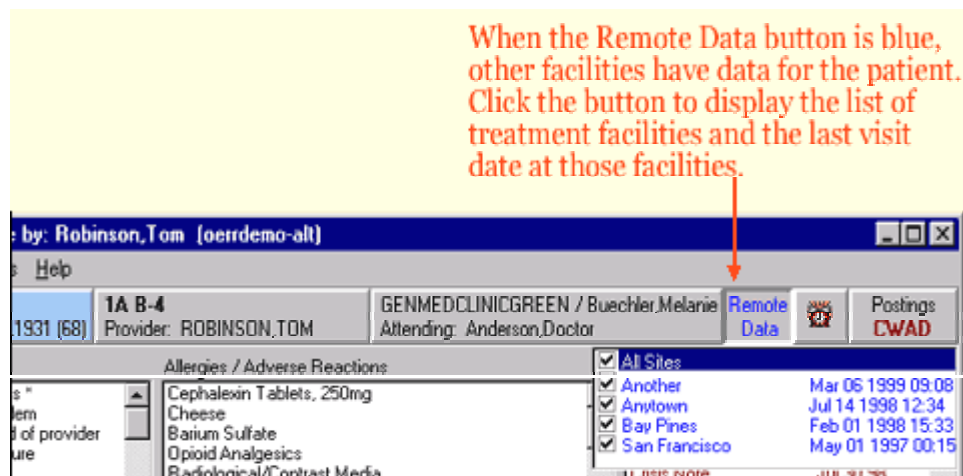 When the Remote Data button is blue,
other facilities have data for the patient.
Click the button to display the list of
treatment facilities and the last visit
date at those facilities.
by: Robinson,Tom (oerrdemo-alt)
Help
1A B-4
GENMEDCLINICGREEN / Buechler,Melanie
Remote
Postings
1931 (68)
Provider: ROBINSON,TOM
Attending: Anderson,Doctor
Data
CWAD
Allergies / Adverse Reactions
All Sites
Cephalexin Tablets, 250mg
Another Mar 06 1999 09:08
Cheese
Anytown Jul 14 1998 12:34
of provider
Barium Sulfate
Bay Pines Feb 01 1998 15:33
Opioid Analgesics
San Francisco May 01 1997 00:15
Radiological/Contrast Media